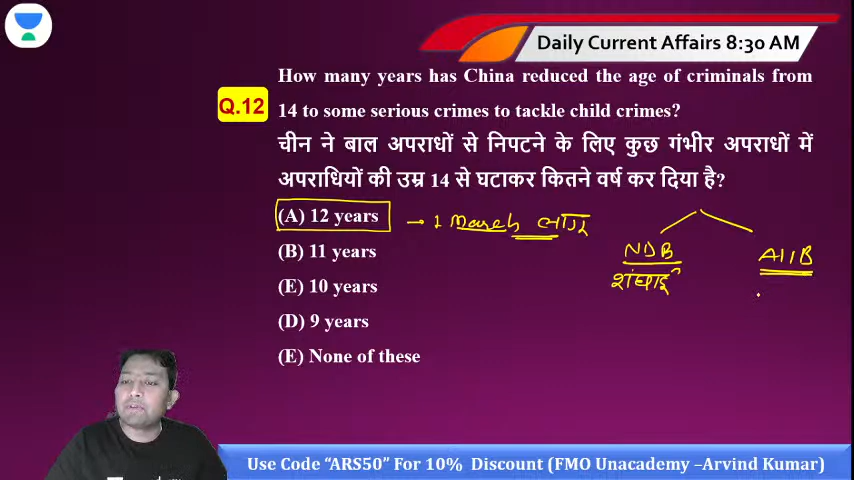 Daily Current Affairs 8:30 AM
Q.12
How many years has China reduced the age of criminals from
14 to some serious crimes to tackle child crimes?
चीन ने बाल अपराधों से निपटने के लिए कुछ गंभीर अपराधों में
अपराधियों की उम्र 14 से घटाकर कितने वर्ष कर दिया है?
(A) 12 years → 1 March लागू
(B) 11 years
(E) 10 years
(D) 9 years
(E) None of these
NDB
शंघाई
AIIB
Use Code “ARS50” For 10% Discount (FMO Unacademy –Arvind Kumar)